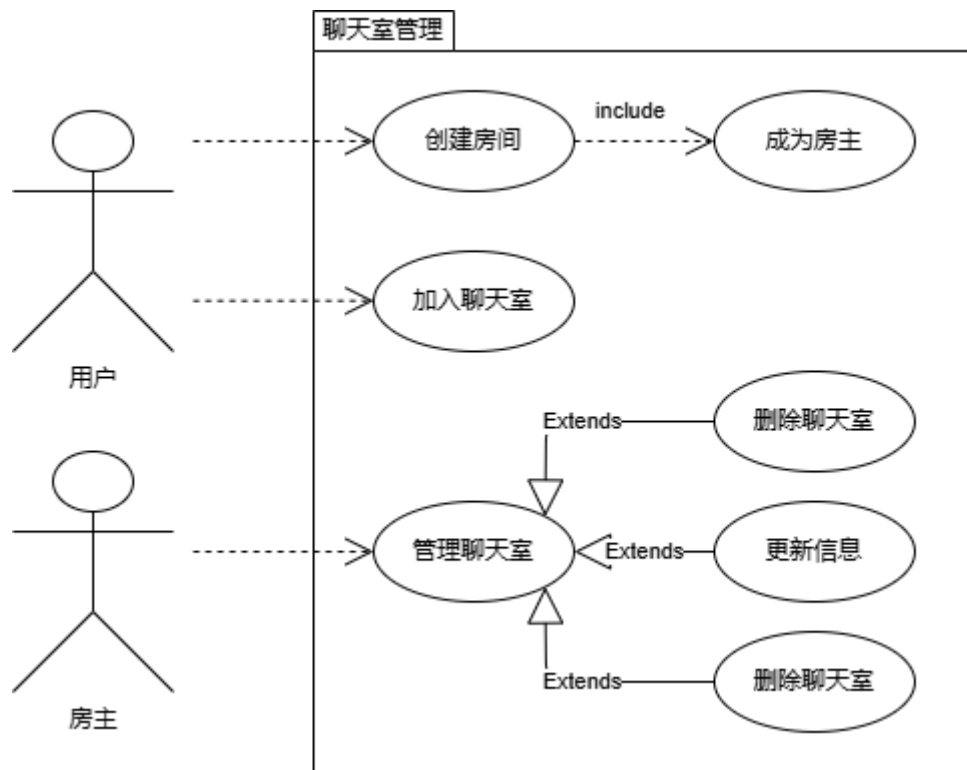 聊天室管理
include
创建房间
成为房主
加入聊天室
用户
Extends
删除聊天室
管理聊天室
Extends
更新信息
Extends
删除聊天室
房主